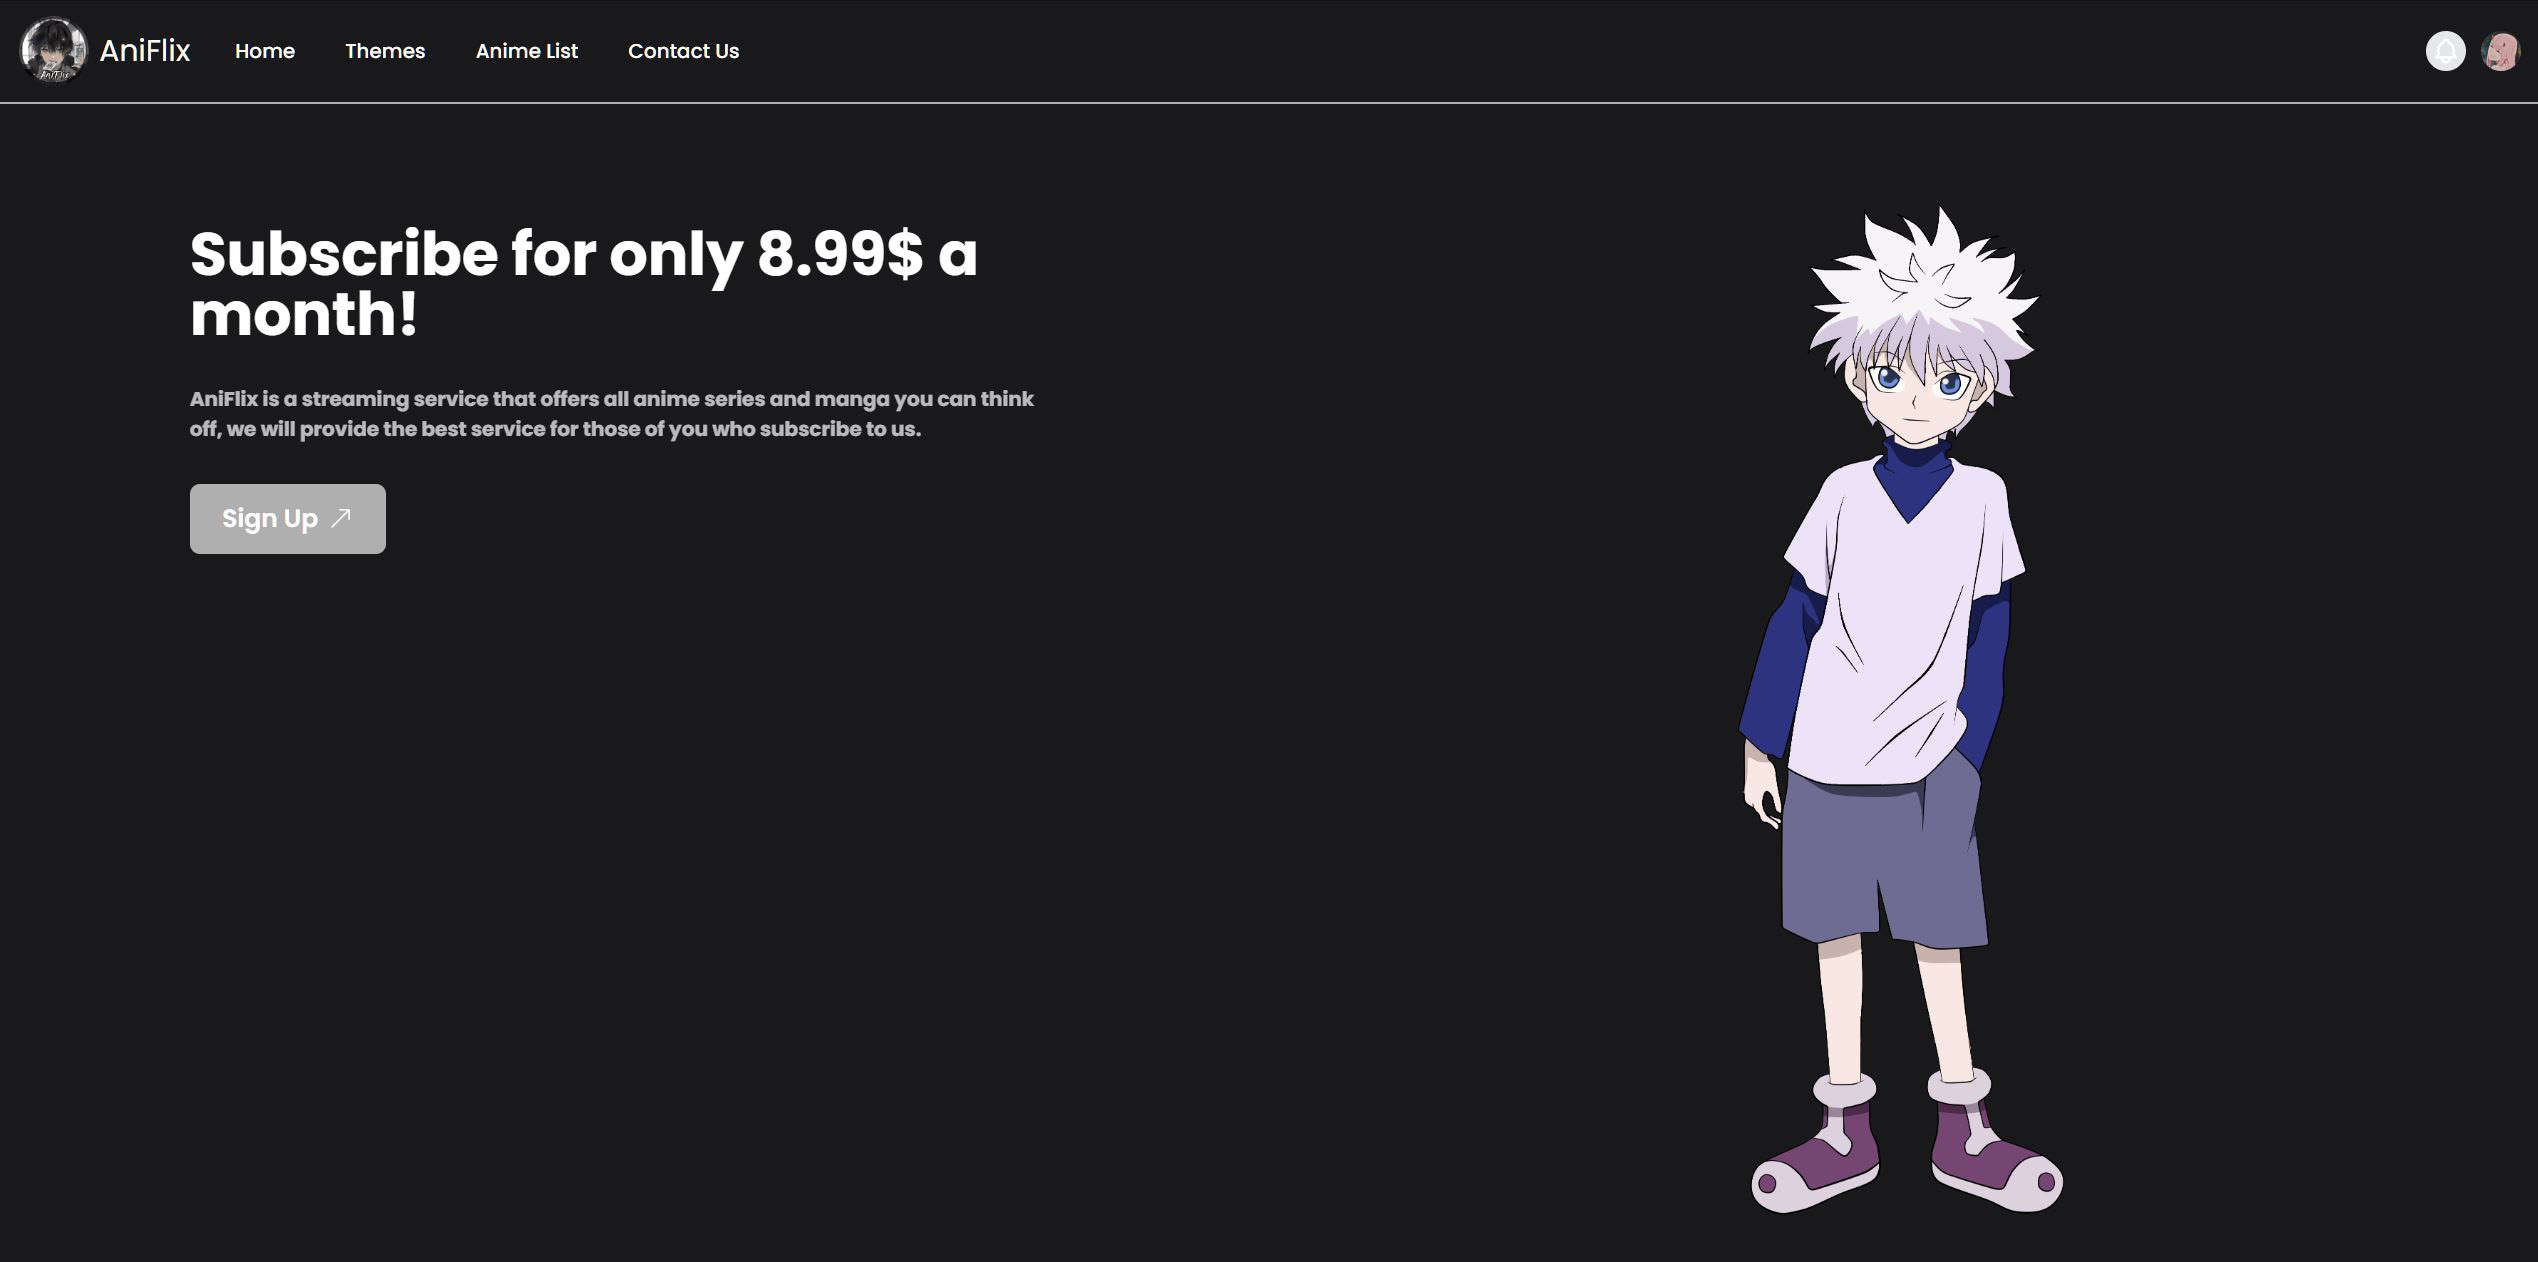 AniFlix
AniFlix Home Themes Anime List Contact Us
Subscribe for only 8.99$ a
month!
AniFlix is a streaming service that offers all anime series and manga you can think
off, we will provide the best service for those of you who subscribe to us.
Sign Up